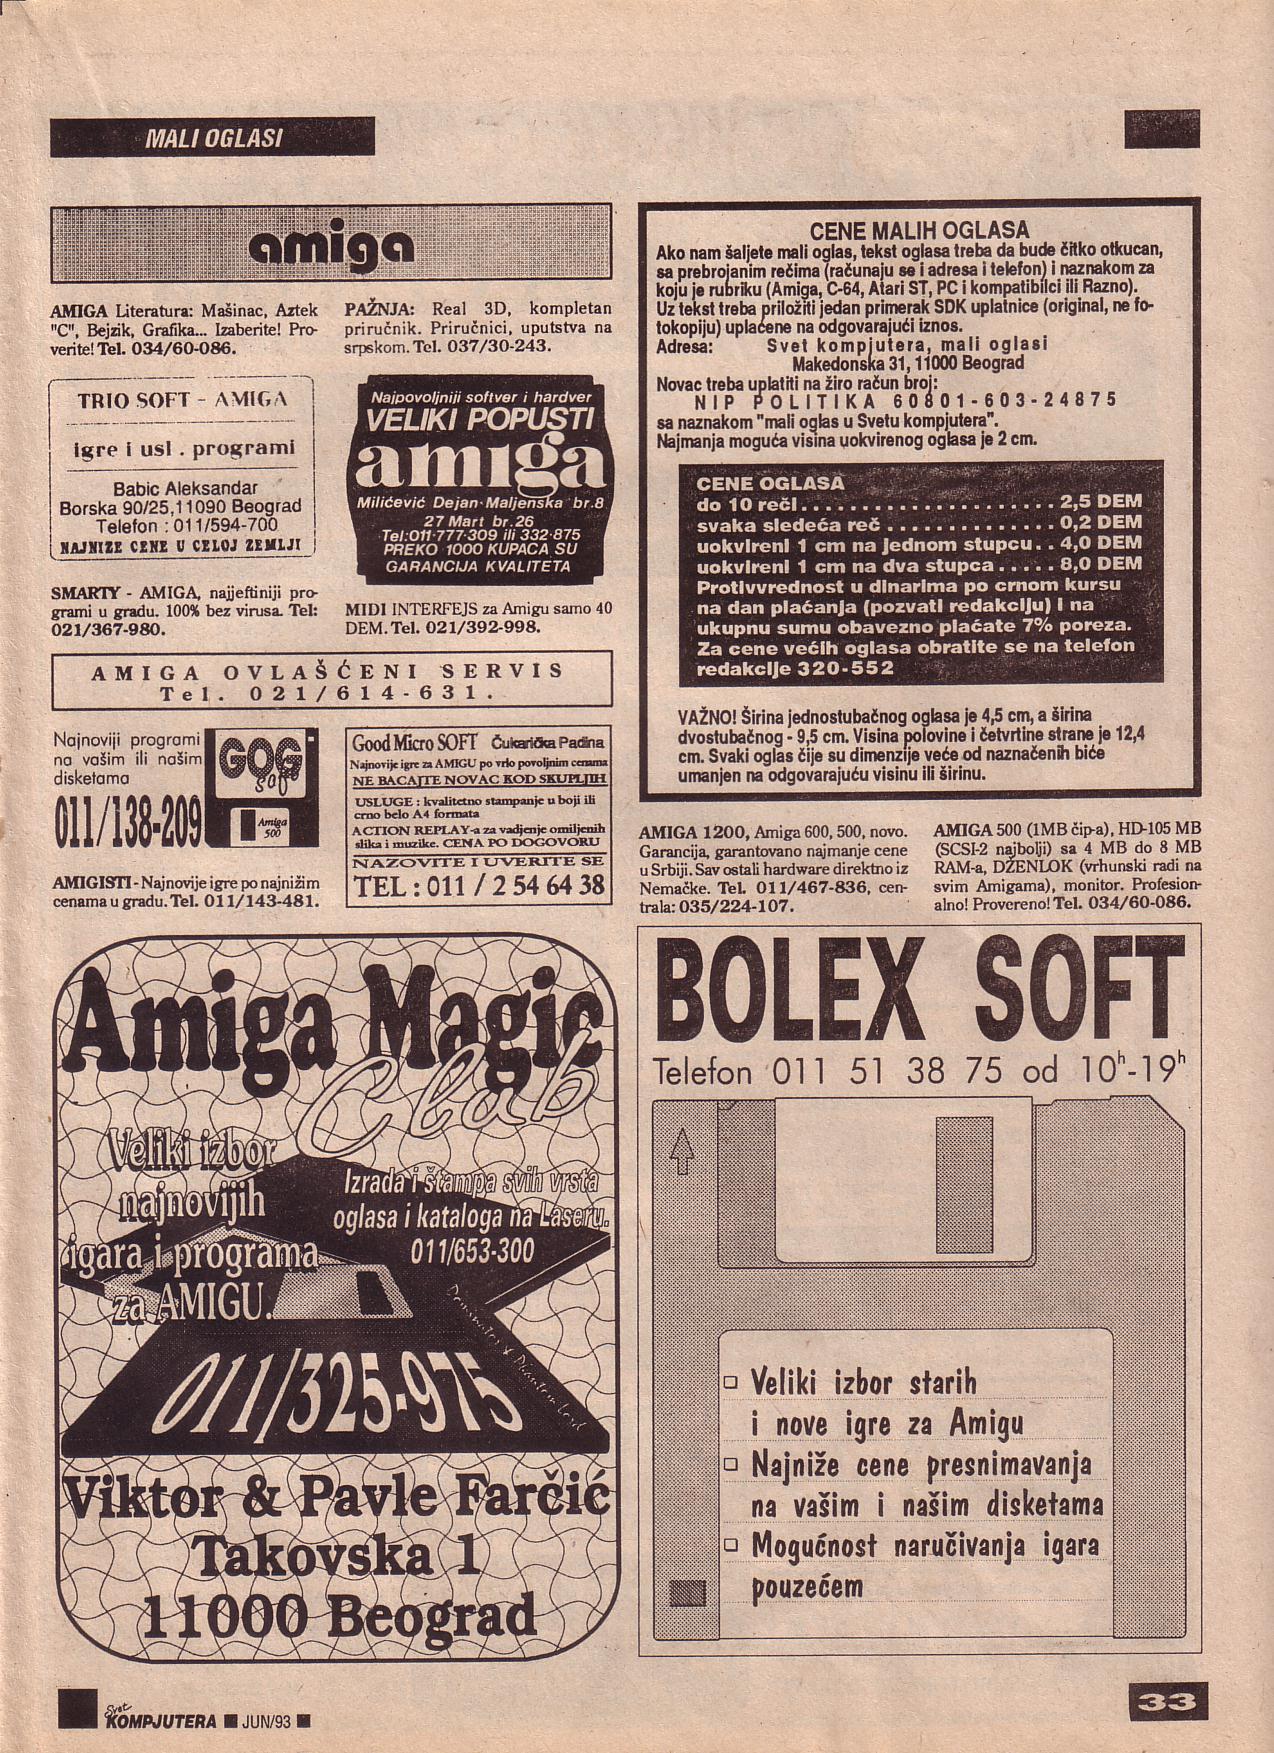 MALI OGLASI
amiga
AMIGA Literatura: Mašinac, Aztek
"C", Bejzik, Grafika... Izaberite! Pro-
verite! Tel. 034/60-086.
TRIO SOFT - AMIGA
igre i usl . programi
Babic Aleksandar
Borska 90/25,11090 Beograd
Telefon : 011/594-700
NAJNIZE CENE U CELOJ ZEMLJI
SMARTY - AMIGA, najjeftiniji pro-
grami u gradu. 100% bez virusa. Tel:
021/367-980.
PAŽNJA: Real 3D, kompletan
priručnik. Priručnici, uputstva na
srpskom. Tel. 037/30-243.
Najpovoljniji softver i hardver
VELIKI POPUSTI
amiga
Milićević Dejan-Maljenska br.8
27 Mart br.26
Tel:011-777-309 ili 332-875
PREKO 1000 KUPACA SU
GARANCIJA KVALITETA
MIDI INTERFEJS za Amigu samo 40
DEM. Tel. 021/392-998.
AMIGA OVLAŠĆENI SERVIS
Tel. 021/614-631.
Najnoviji programi
na vašim ili našim
disketama
011/138-209
GOG
soft
Amiga
500
AMIGISTI - Najnovije igre po najnižim
cenama u gradu. Tel. 011/143-481.
Good Micro SOFT Čukarička Padina
Najnovije igre za AMIGU po vrlo povoljnim cenama
NE BACAJTE NOVAC KOD SKUPLJIH
USLUGE : kvalitetno stampanje u boji ili
crno belo A4 formata
ACTION REPLAY-a za vadjenje omiljenih
slika i muzike. CENA PO DOGOVORU
NAZOVITE I UVERITE SE
TEL : 011 / 2 54 64 38
Amiga Magic
Club
Veliki izbor
najnovijih
igara i programa
za AMIGU.
Izrada i štampa svih vrsta
oglasa i kataloga na Laseru.
011/653-300
Dominator & Phantom Lord
011/325-975
Viktor & Pavle Farčić
Takovska 1
11000 Beograd
CENE MALIH OGLASA
Ako nam šaljete mali oglas, tekst oglasa treba da bude čitko otkucan,
sa prebrojanim rečima (računaju se i adresa i telefon) i naznakom za
koju je rubriku (Amiga, C-64, Atari ST, PC i kompatibilci ili Razno).
Uz tekst treba priložiti jedan primerak SDK uplatnice (original, ne fo-
tokopiju) uplaćene na odgovarajući iznos.
Adresa: Svet kompjutera, mali oglasi
Makedonska 31, 11000 Beograd
Novac treba uplatiti na žiro račun broj:
NIP POLITIKA 60801-603-24875
sa naznakom "mali oglas u Svetu kompjutera".
Najmanja moguća visina uokvirenog oglasa je 2 cm.
CENE OGLASA
do 10 reči...................... 2,5 DEM
svaka sledeća reč .............. 0,2 DEM
uokvireni 1 cm na jednom stupcu.. 4,0 DEM
uokvireni 1 cm na dva stupca ..... 8,0 DEM
Protivvrednost u dinarima po crnom kursu
na dan plaćanja (pozvati redakciju) i na
ukupnu sumu obavezno plaćate 7% poreza.
Za cene većih oglasa obratite se na telefon
redakcije 320-552
VAŽNO! Širina jednostubačnog oglasa je 4,5 cm, a širina
dvostubačnog - 9,5 cm. Visina polovine i četvrtine strane je 12,4
cm. Svaki oglas čije su dimenzije veće od naznačenih biće
umanjen na odgovarajuću visinu ili širinu.
AMIGA 1200, Amiga 600, 500, novo.
Garancija, garantovano najmanje cene
u Srbiji. Sav ostali hardware direktno iz
Nemačke. Tel. 011/467-836, cen-
trala: 035/224-107.
AMIGA 500 (1MB čip-a), HD-105 MB
(SCSI-2 najbolji) sa 4 MB do 8 MB
RAM-a, DŽENLOK (vrhunski radi na
svim Amigama), monitor. Profesion-
alno! Provereno! Tel. 034/60-086.
BOLEX SOFT
Telefon 011 51 38 75 od 10h-19h
Veliki izbor starih
i nove igre za Amigu
Najniže cene presnimavanja
na vašim i našim disketama
Mogućnost naručivanja igara
pouzećem
Svet
KOMPJUTERA ■ JUN/93 ■
33